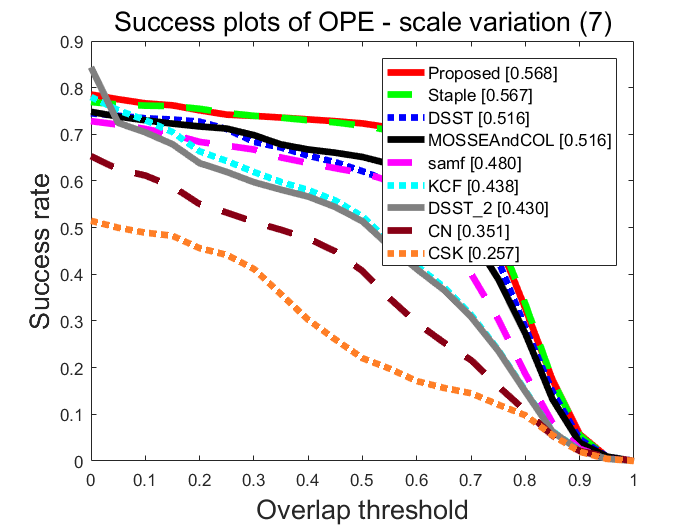 Success plots of OPE - scale variation (7)
0.9
0.8
0.7
0.6
0.5
0.4
0.3
0.2
0.1
0
Success rate
Proposed [0.568]
Staple [0.567]
DSST [0.516]
MOSSEAndCOL [0.516]
samf [0.480]
KCF [0.438]
DSST_2 [0.430]
CN [0.351]
CSK [0.257]
0 0.1 0.2 0.3 0.4 0.5 0.6 0.7 0.8 0.9 1
Overlap threshold